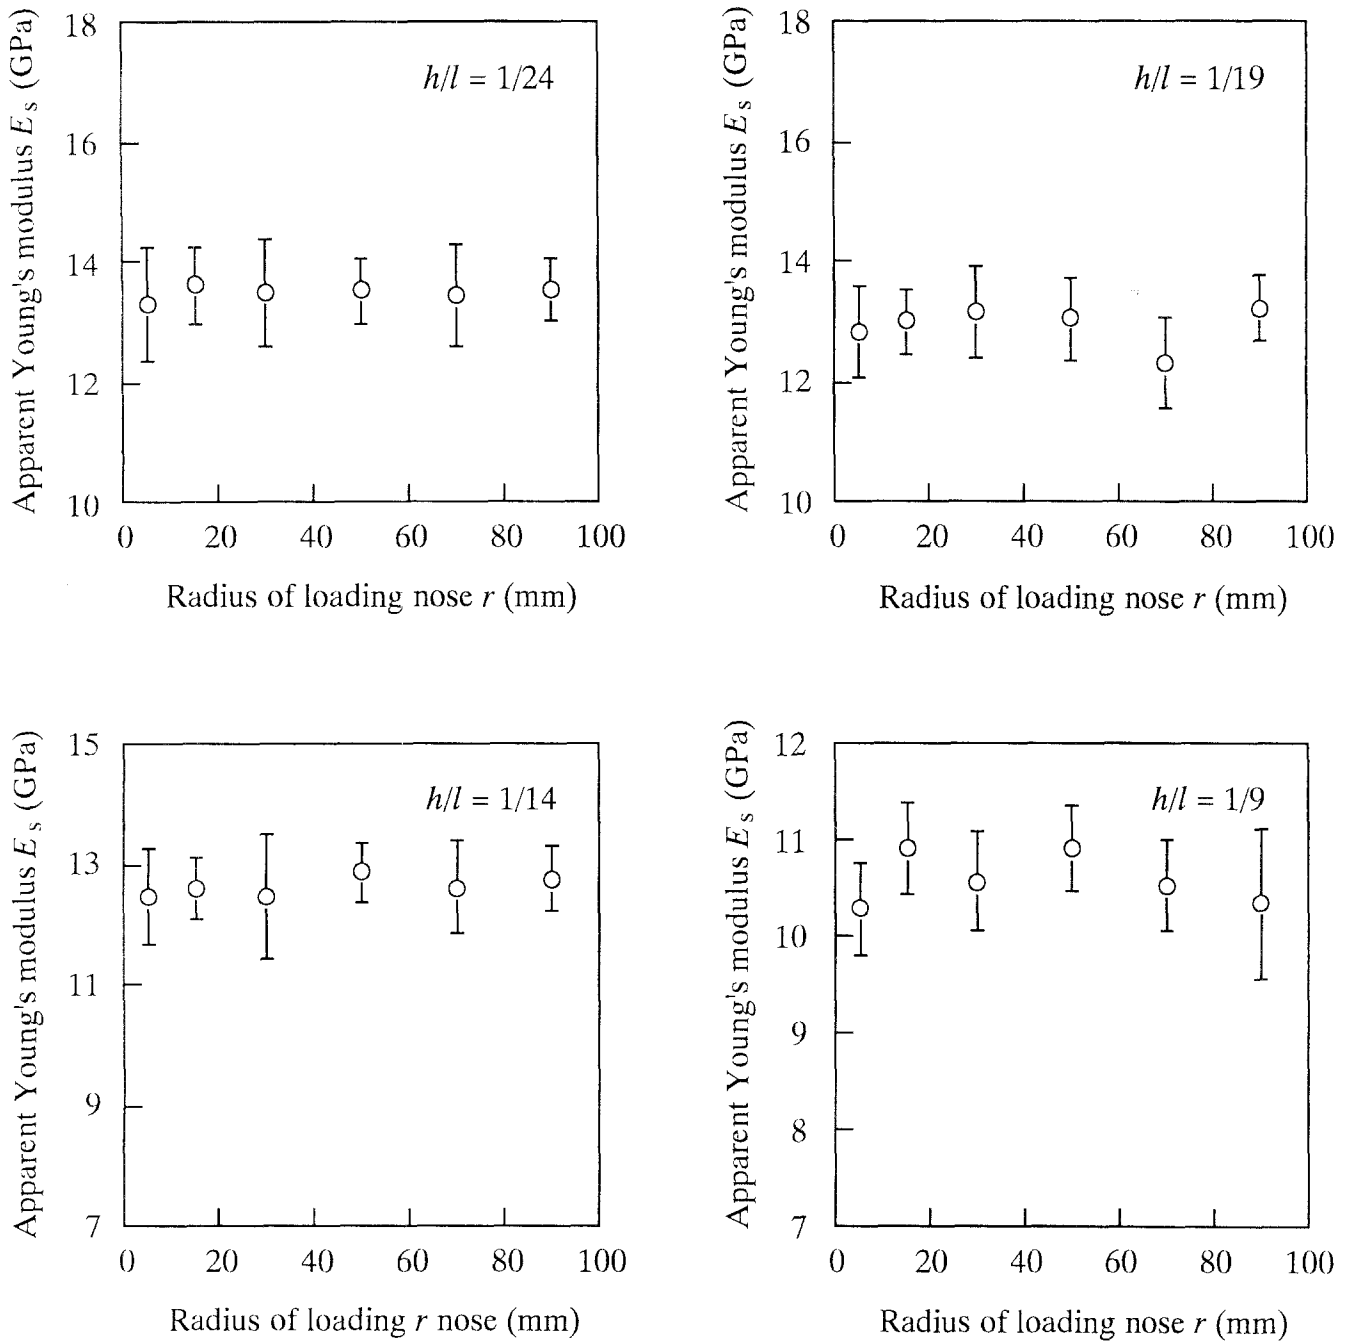 Apparent Young's modulus E s (GPa)
18
16
14
12
10
h/l = 1/24
0 20 40 60 80 100
Radius of loading nose r (mm)
Apparent Young's modulus E s (GPa)
18
16
14
12
10
h/l = 1/19
0 20 40 60 80 100
Radius of loading nose r (mm)
Apparent Young's modulus E s (GPa)
15
13
11
9
7
h/l = 1/14
0 20 40 60 80 100
Radius of loading r nose (mm)
Apparent Young's modulus E s (GPa)
12
11
10
9
8
7
h/l = 1/9
0 20 40 60 80 100
Radius of loading nose r (mm)